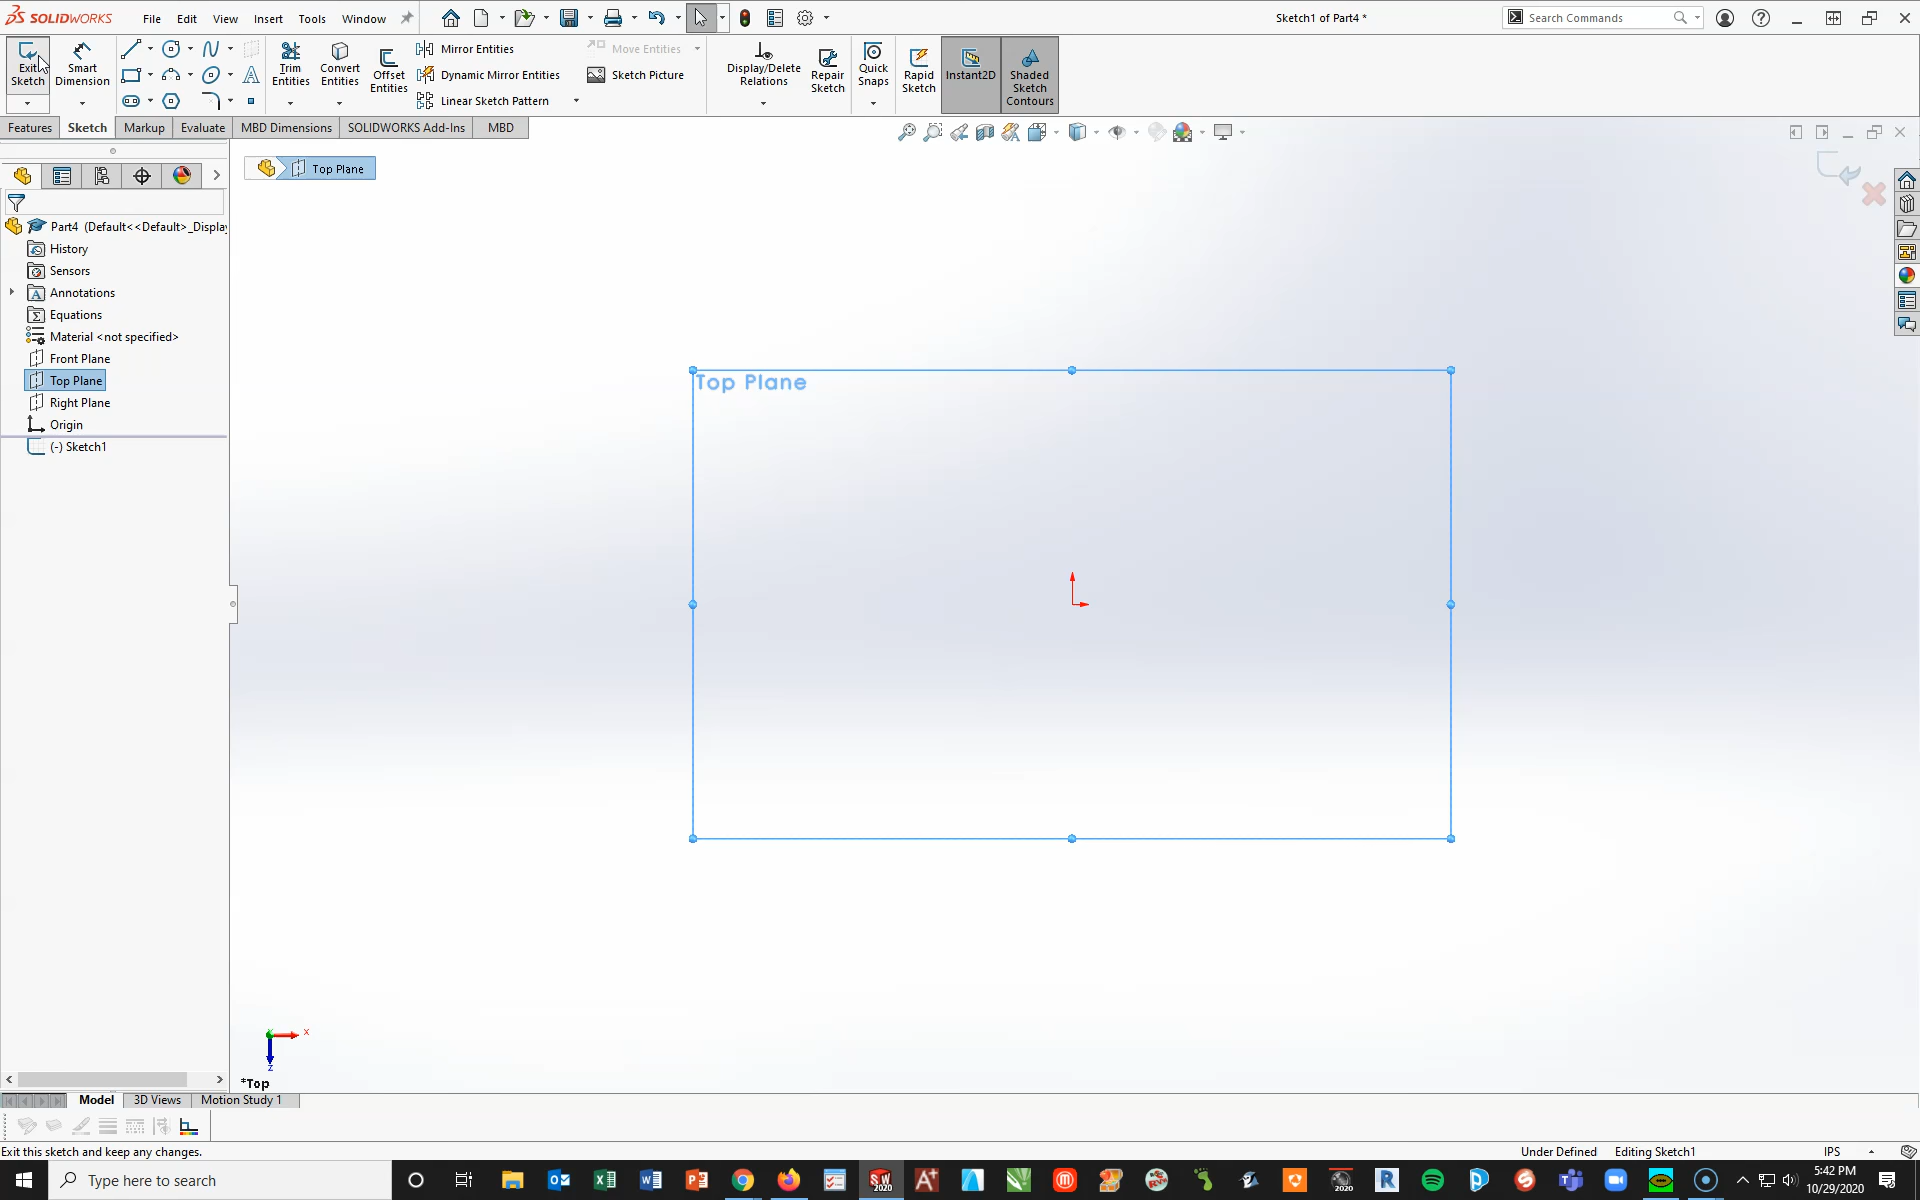 SOLIDWORKS File Edit View Insert Tools Window Sketch1 of Part4 * Search Commands
Exit Sketch
Smart Dimension
Trim Entities
Convert Entities
Offset Entities
Mirror Entities
Dynamic Mirror Entities
Linear Sketch Pattern
Move Entities
Sketch Picture
Display/Delete Relations
Repair Sketch
Quick Snaps
Rapid Sketch
Instant2D
Shaded Sketch Contours
Features Sketch Markup Evaluate MBD Dimensions SOLIDWORKS Add-Ins MBD
Top Plane
Part4 (Default<<Default>_Display
History
Sensors
Annotations
Equations
Material <not specified>
Front Plane
Top Plane
Right Plane
Origin
(-) Sketch1
Top Plane
X
Z
*Top
Model 3D Views Motion Study 1
Exit this sketch and keep any changes. Under Defined Editing Sketch1 IPS
Type here to search
5:42 PM
10/29/2020